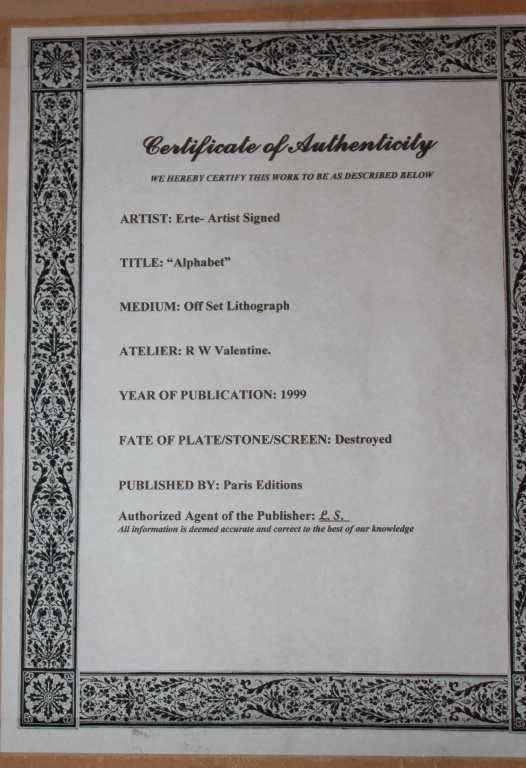 Certificate of Authenticity
WE HEREBY CERTIFY THIS WORK TO BE AS DESCRIBED BELOW
ARTIST: Erte- Artist Signed
TITLE: “Alphabet”
MEDIUM: Off Set Lithograph
ATELIER: R W Valentine.
YEAR OF PUBLICATION: 1999
FATE OF PLATE/STONE/SCREEN: Destroyed
PUBLISHED BY: Paris Editions
Authorized Agent of the Publisher: L. S.
All information is deemed accurate and correct to the best of our knowledge